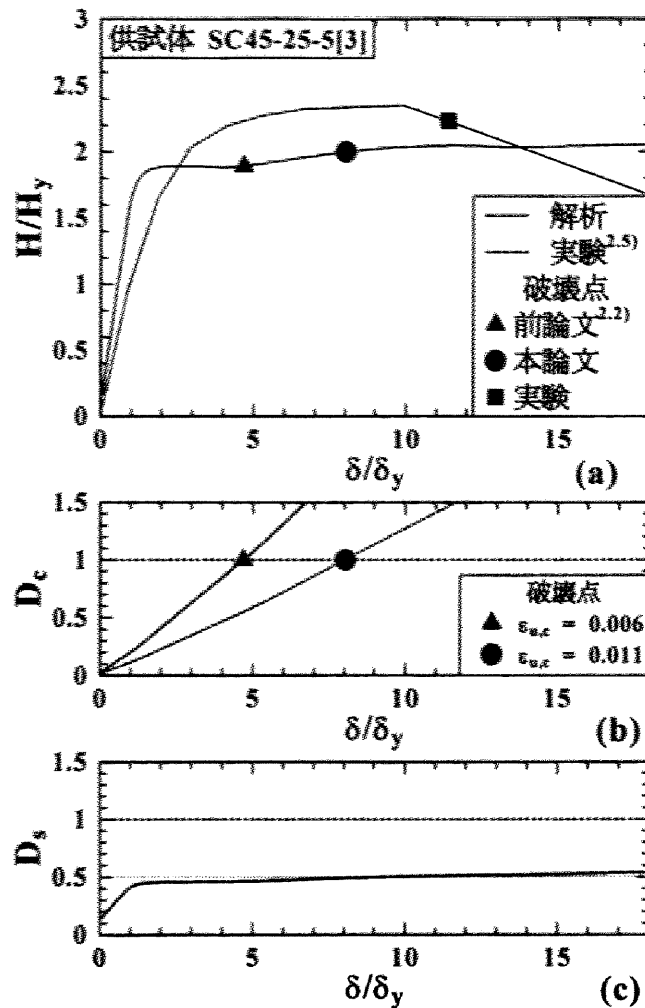 供試体 SC45-25-5[3]
3
2.5
2
1.5
1
0.5
0
H/Hy
解析
実験2.5)
破壊点
▲ 前論文2.2)
● 本論文
■ 実験
0 5 10 15
δ/δy
(a)
1.5
1
0.5
0
Dc
破壊点
▲ εu,c = 0.006
● εu,c = 0.011
0 5 10 15
δ/δy
(b)
1.5
1
0.5
0
Ds
0 5 10 15
δ/δy
(c)